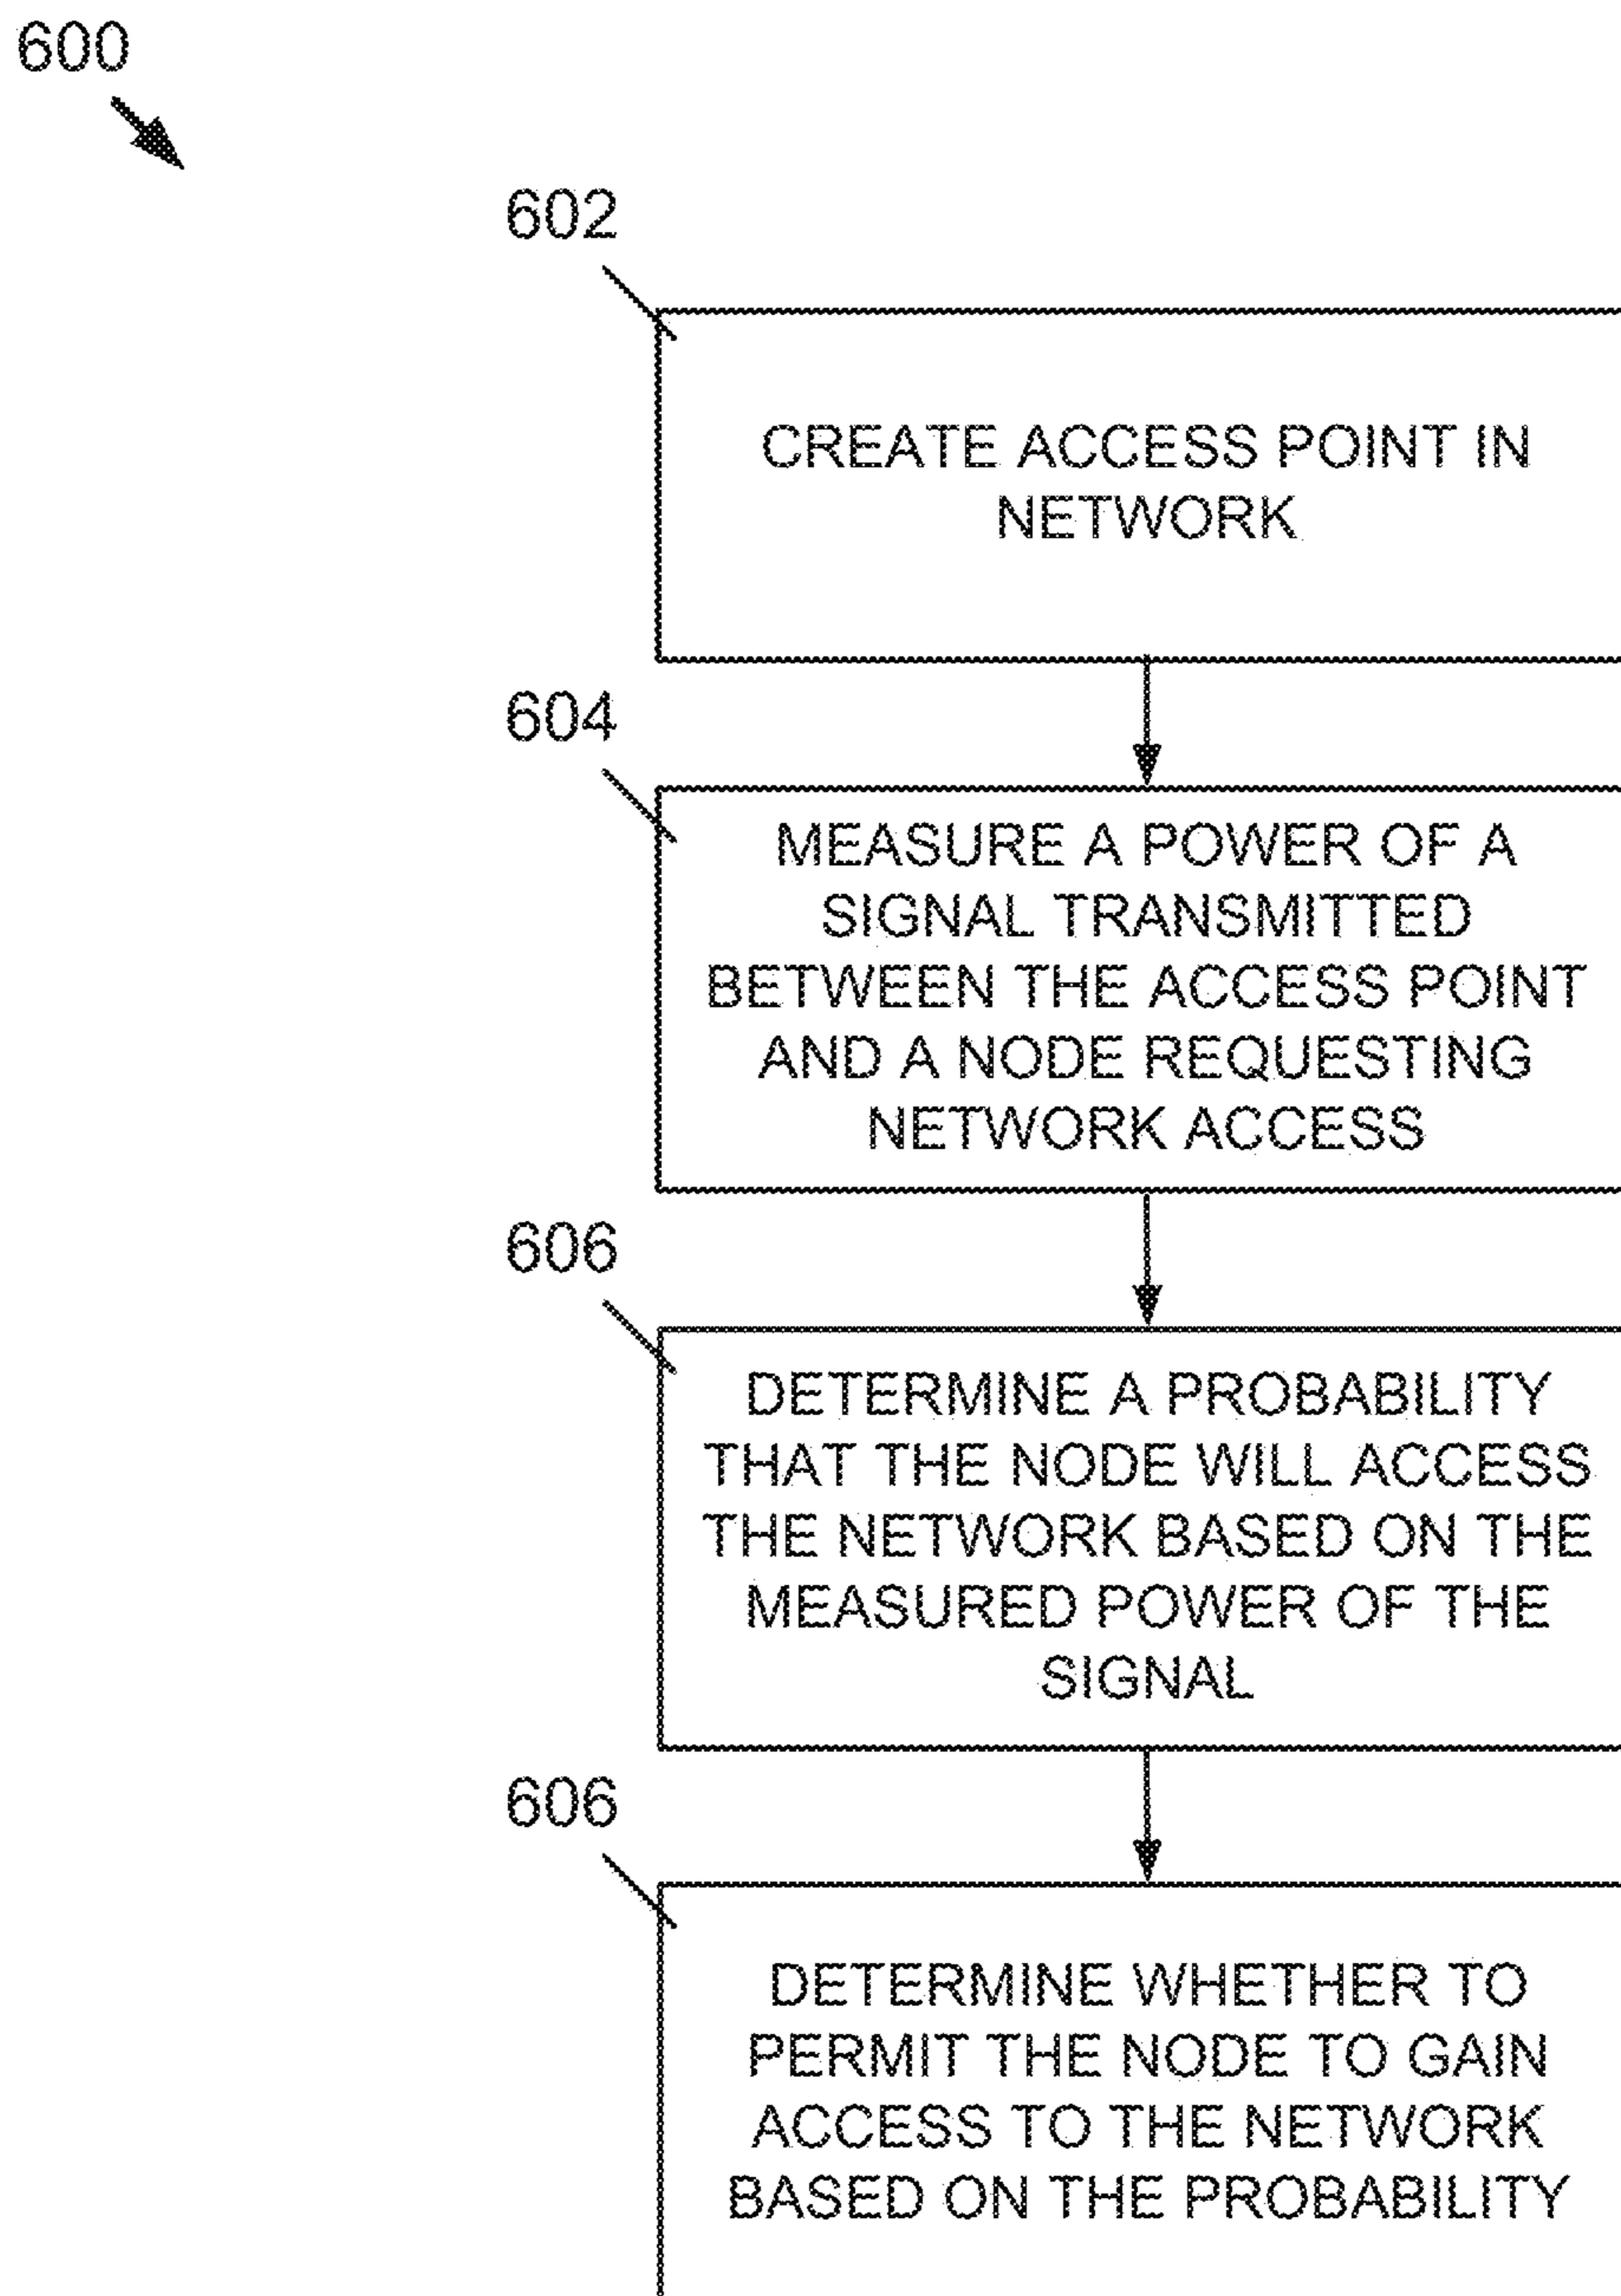 600
602
CREATE ACCESS POINT IN
NETWORK
604
MEASURE A POWER OF A
SIGNAL TRANSMITTED
BETWEEN THE ACCESS POINT
AND A NODE REQUESTING
NETWORK ACCESS
606
DETERMINE A PROBABILITY
THAT THE NODE WILL ACCESS
THE NETWORK BASED ON THE
MEASURED POWER OF THE
SIGNAL
606
DETERMINE WHETHER TO
PERMIT THE NODE TO GAIN
ACCESS TO THE NETWORK
BASED ON THE PROBABILITY